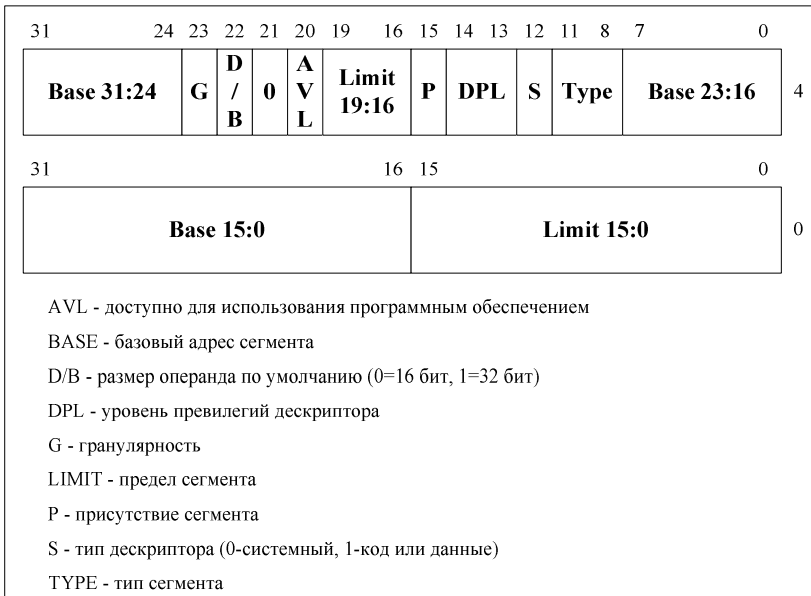 31 24 23 22 21 20 19 16 15 14 13 12 11 8 7 0
Base 31:24 G D/B 0 AVL Limit 19:16 P DPL S Type Base 23:16 4
31 16 15 0
Base 15:0 Limit 15:0 0
AVL - доступно для использования программным обеспечением
BASE - базовый адрес сегмента
D/B - размер операнда по умолчанию (0=16 бит, 1=32 бит)
DPL - уровень превилегий дескриптора
G - гранулярность
LIMIT - предел сегмента
P - присутствие сегмента
S - тип дескриптора (0-системный, 1-код или данные)
TYPE - тип сегмента